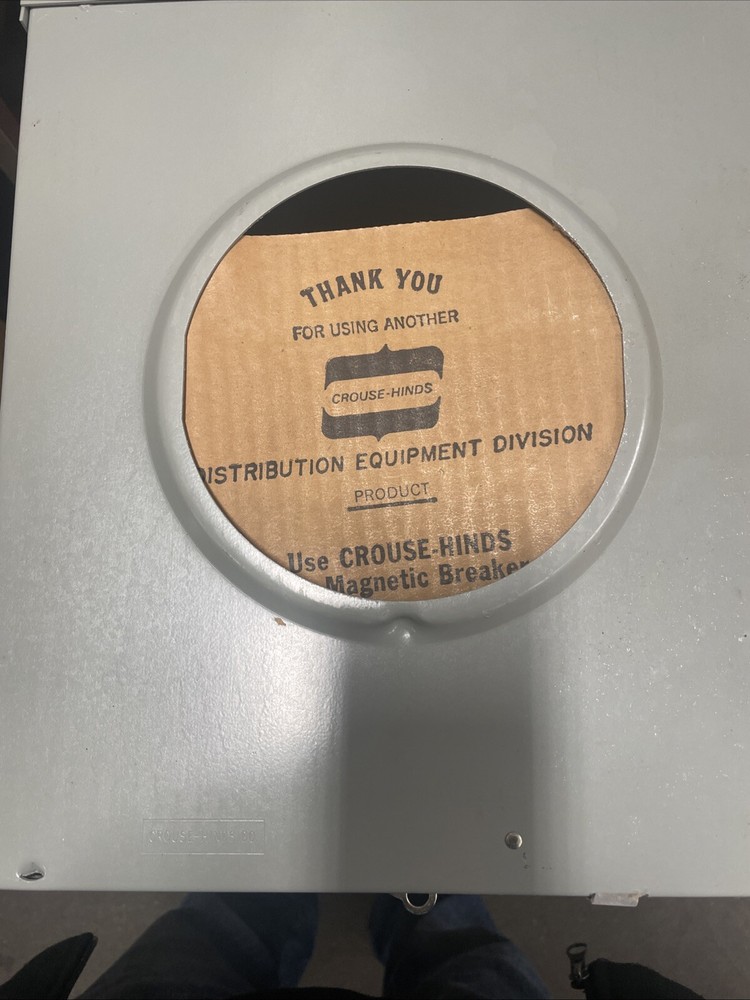 THANK YOU
FOR USING ANOTHER
CROUSE-HINDS
DISTRIBUTION EQUIPMENT DIVISION
PRODUCT
Use CROUSE-HINDS
Magnetic Breaker